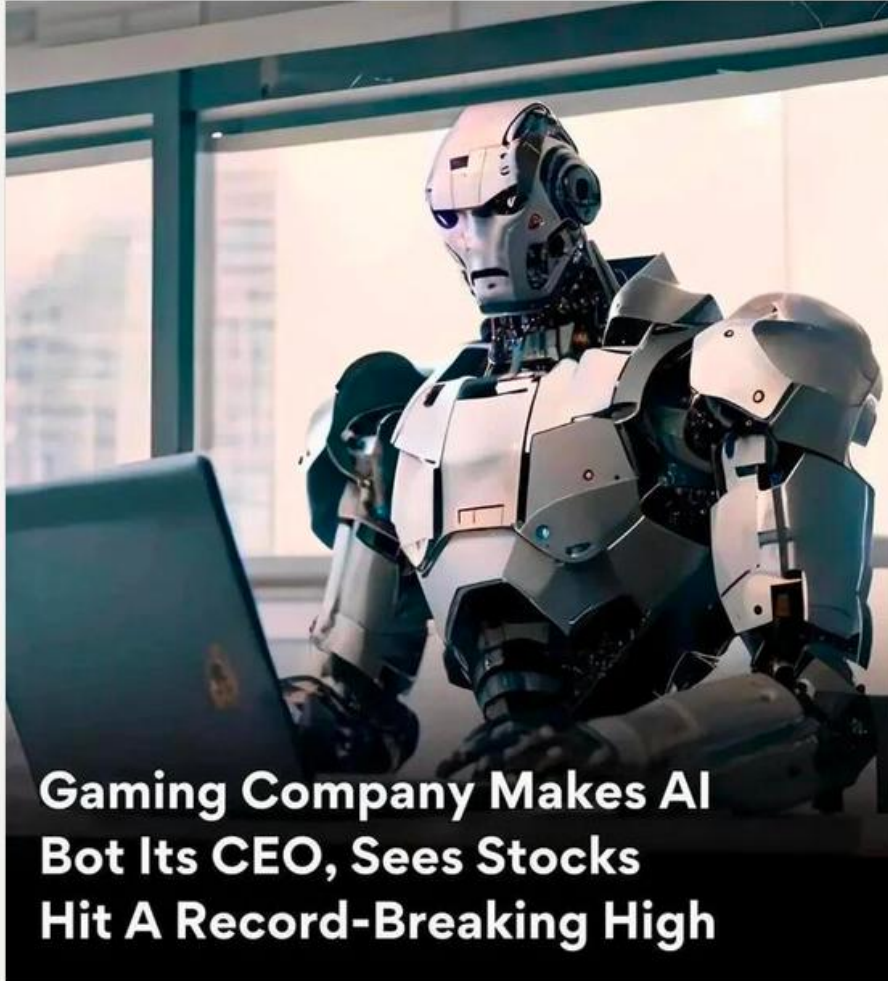 Gaming Company Makes AI
Bot Its CEO, Sees Stocks
Hit A Record-Breaking High